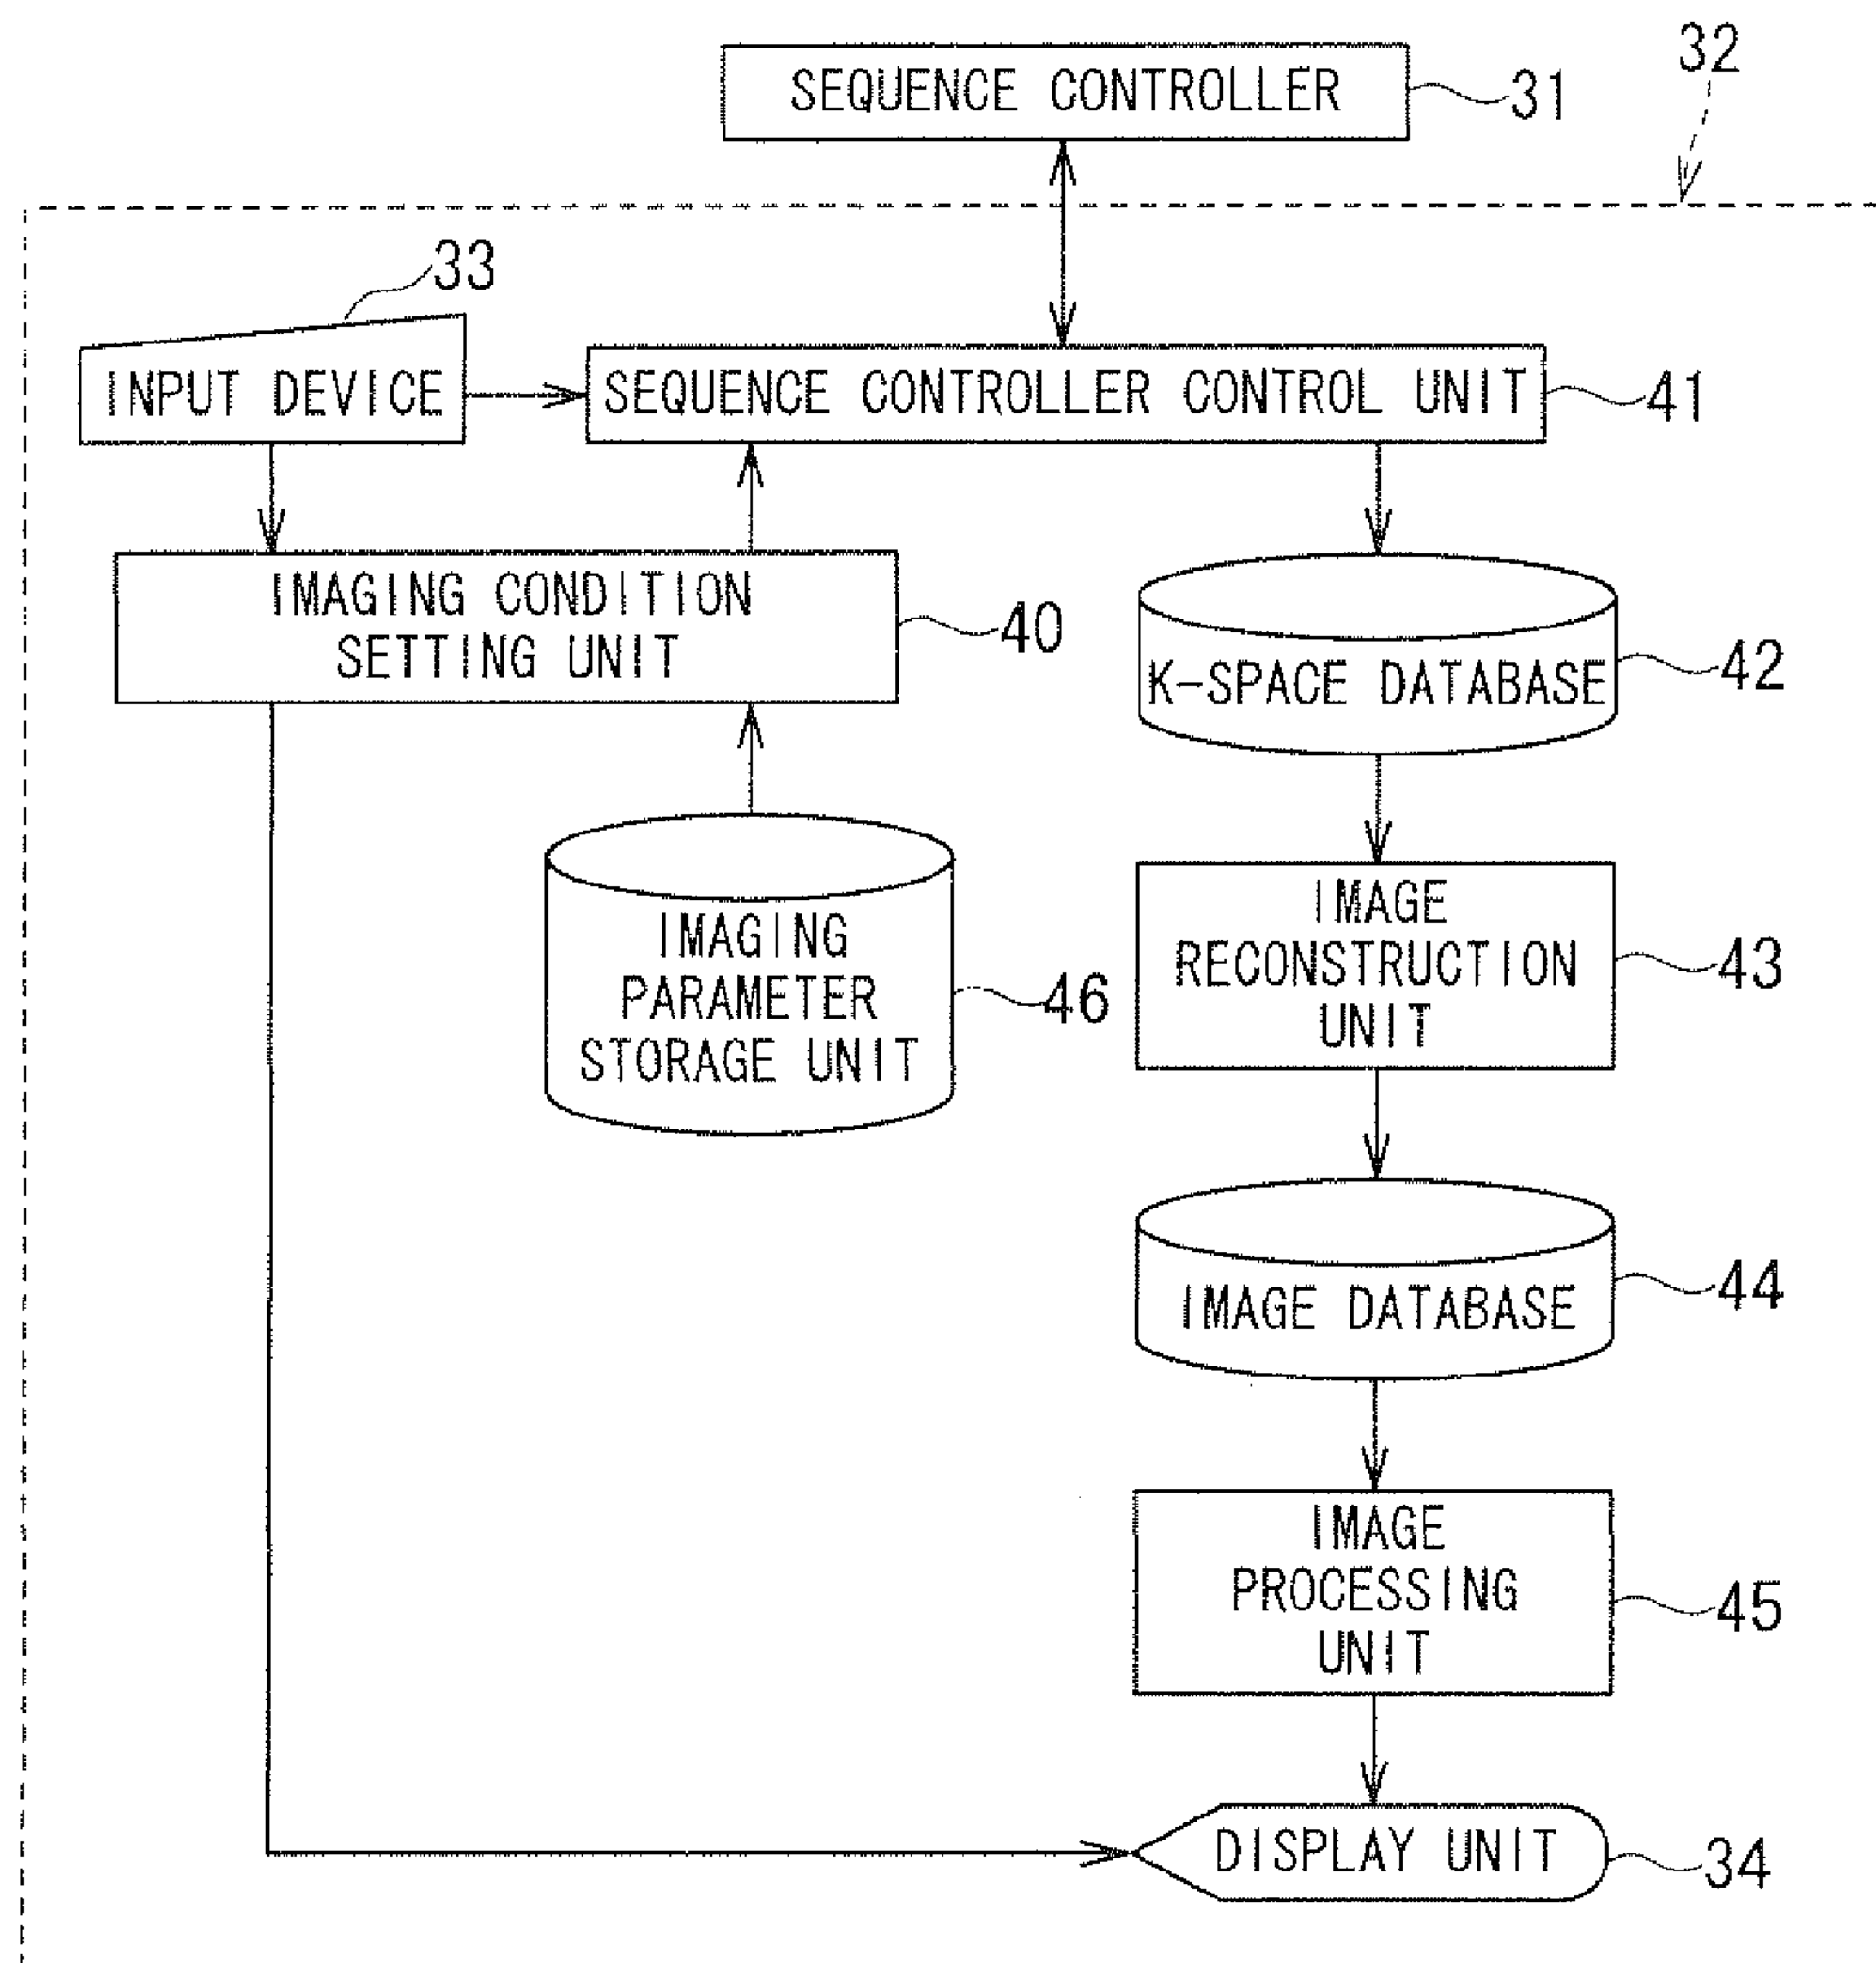 32
SEQUENCE CONTROLLER
31
33
INPUT DEVICE
SEQUENCE CONTROLLER CONTROL UNIT
41
IMAGING CONDITION
SETTING UNIT
40
K-SPACE DATABASE
42
IMAGING
PARAMETER
STORAGE UNIT
46
IMAGE
RECONSTRUCTION
UNIT
43
IMAGE DATABASE
44
IMAGE
PROCESSING
UNIT
45
DISPLAY UNIT
34